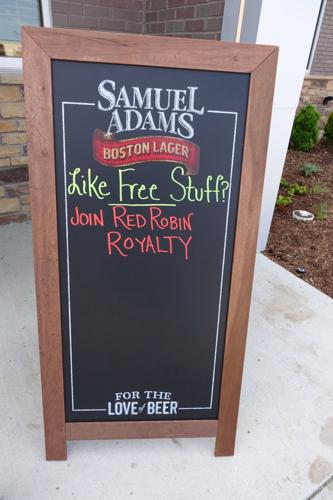 SAMUEL
ADAMS
BOSTON LAGER
Like Free Stuff?
JOIN RED ROBIN
ROYALTY
FOR THE
LOVE of BEER